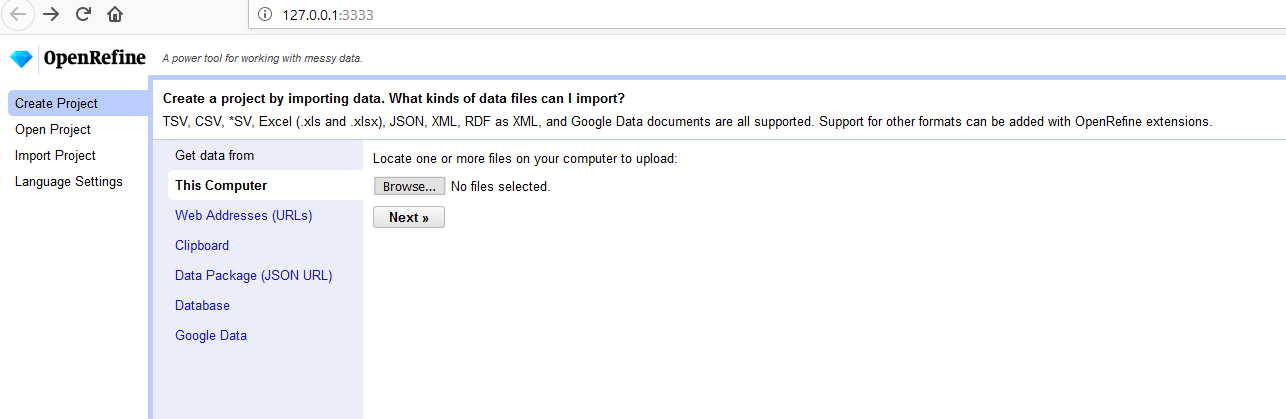 127.0.0.1:3333
OpenRefine A power tool for working with messy data.
Create Project
Open Project
Import Project
Language Settings
Create a project by importing data. What kinds of data files can I import?
TSV, CSV, *SV, Excel (.xls and .xlsx), JSON, XML, RDF as XML, and Google Data documents are all supported. Support for other formats can be added with OpenRefine extensions.
Get data from
This Computer
Web Addresses (URLs)
Clipboard
Data Package (JSON URL)
Database
Google Data
Locate one or more files on your computer to upload:
Browse... No files selected.
Next »